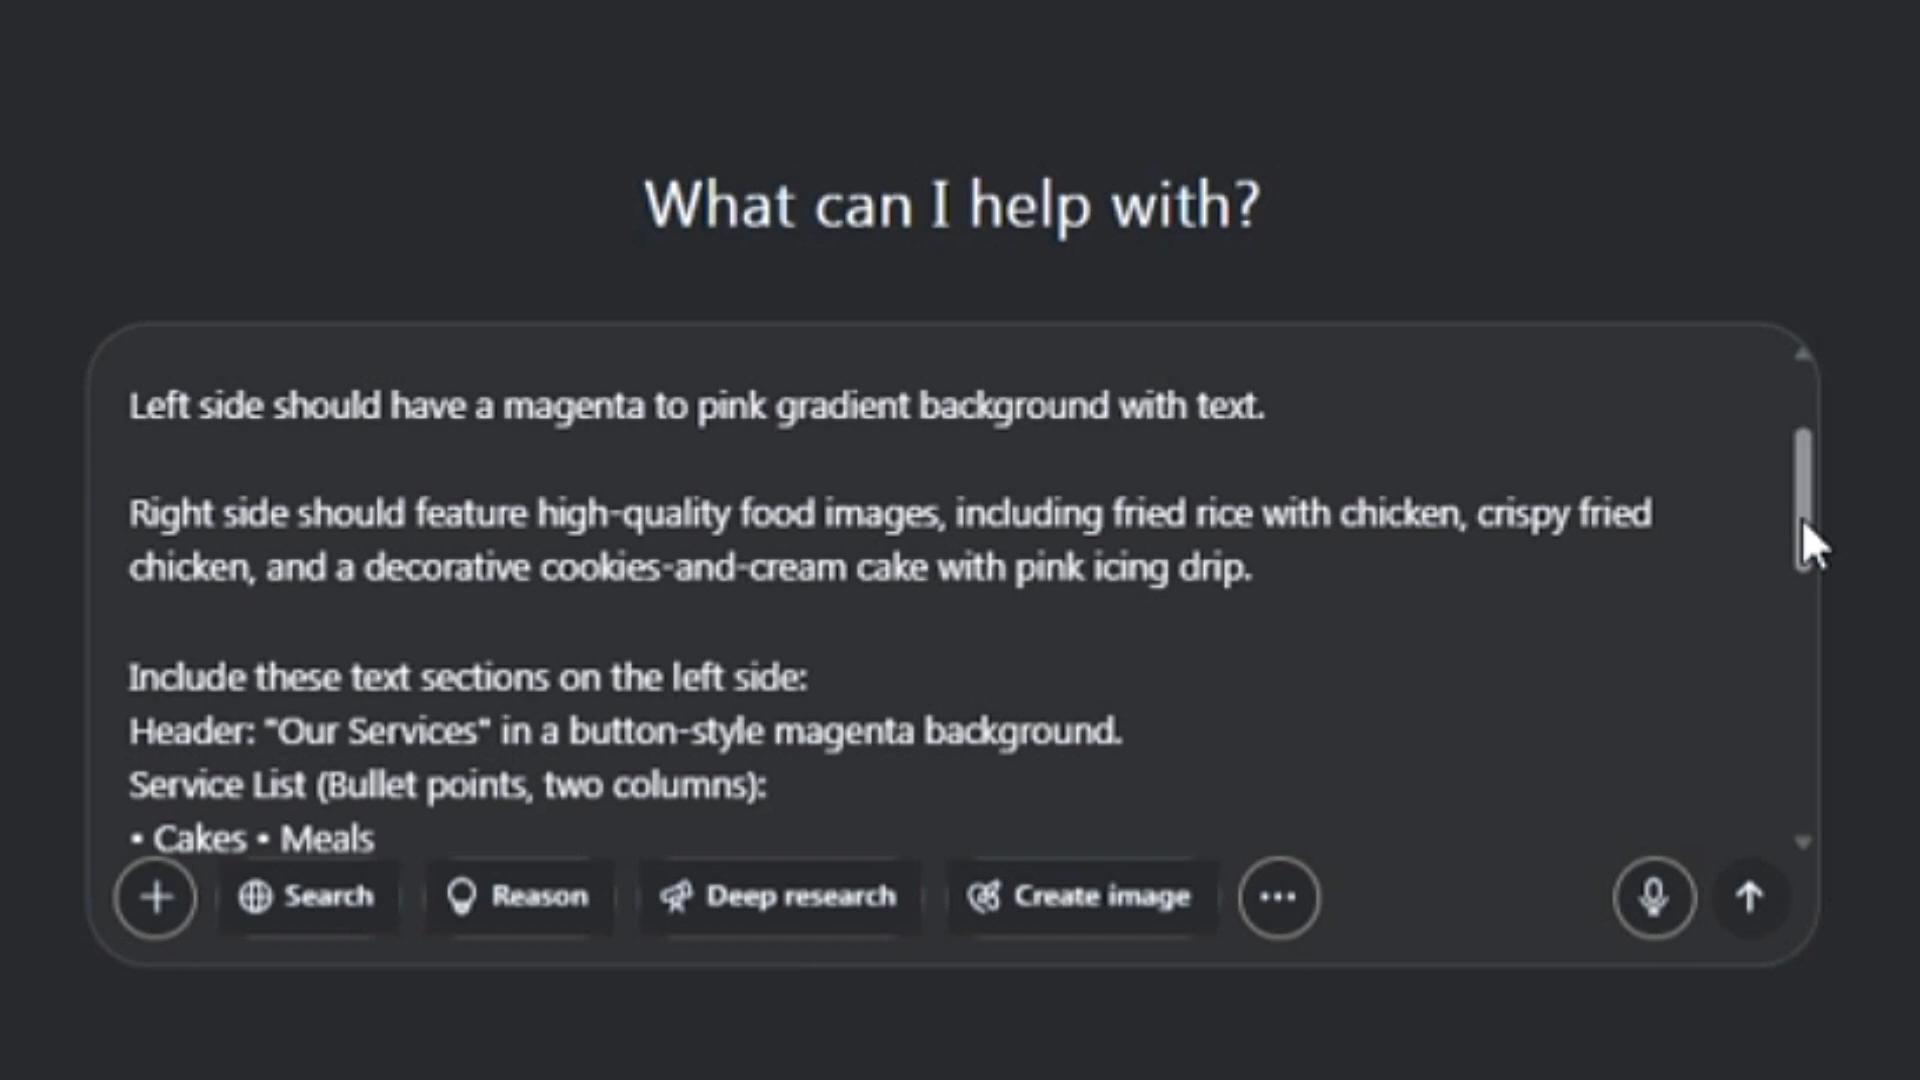 What can I help with?
Left side should have a magenta to pink gradient background with text.
Right side should feature high-quality food images, including fried rice with chicken, crispy fried
chicken, and a decorative cookies-and-cream cake with pink icing drip.
Include these text sections on the left side:
Header: "Our Services" in a button-style magenta background.
Service List (Bullet points, two columns):
• Cakes • Meals
Search Reason Deep research Create image